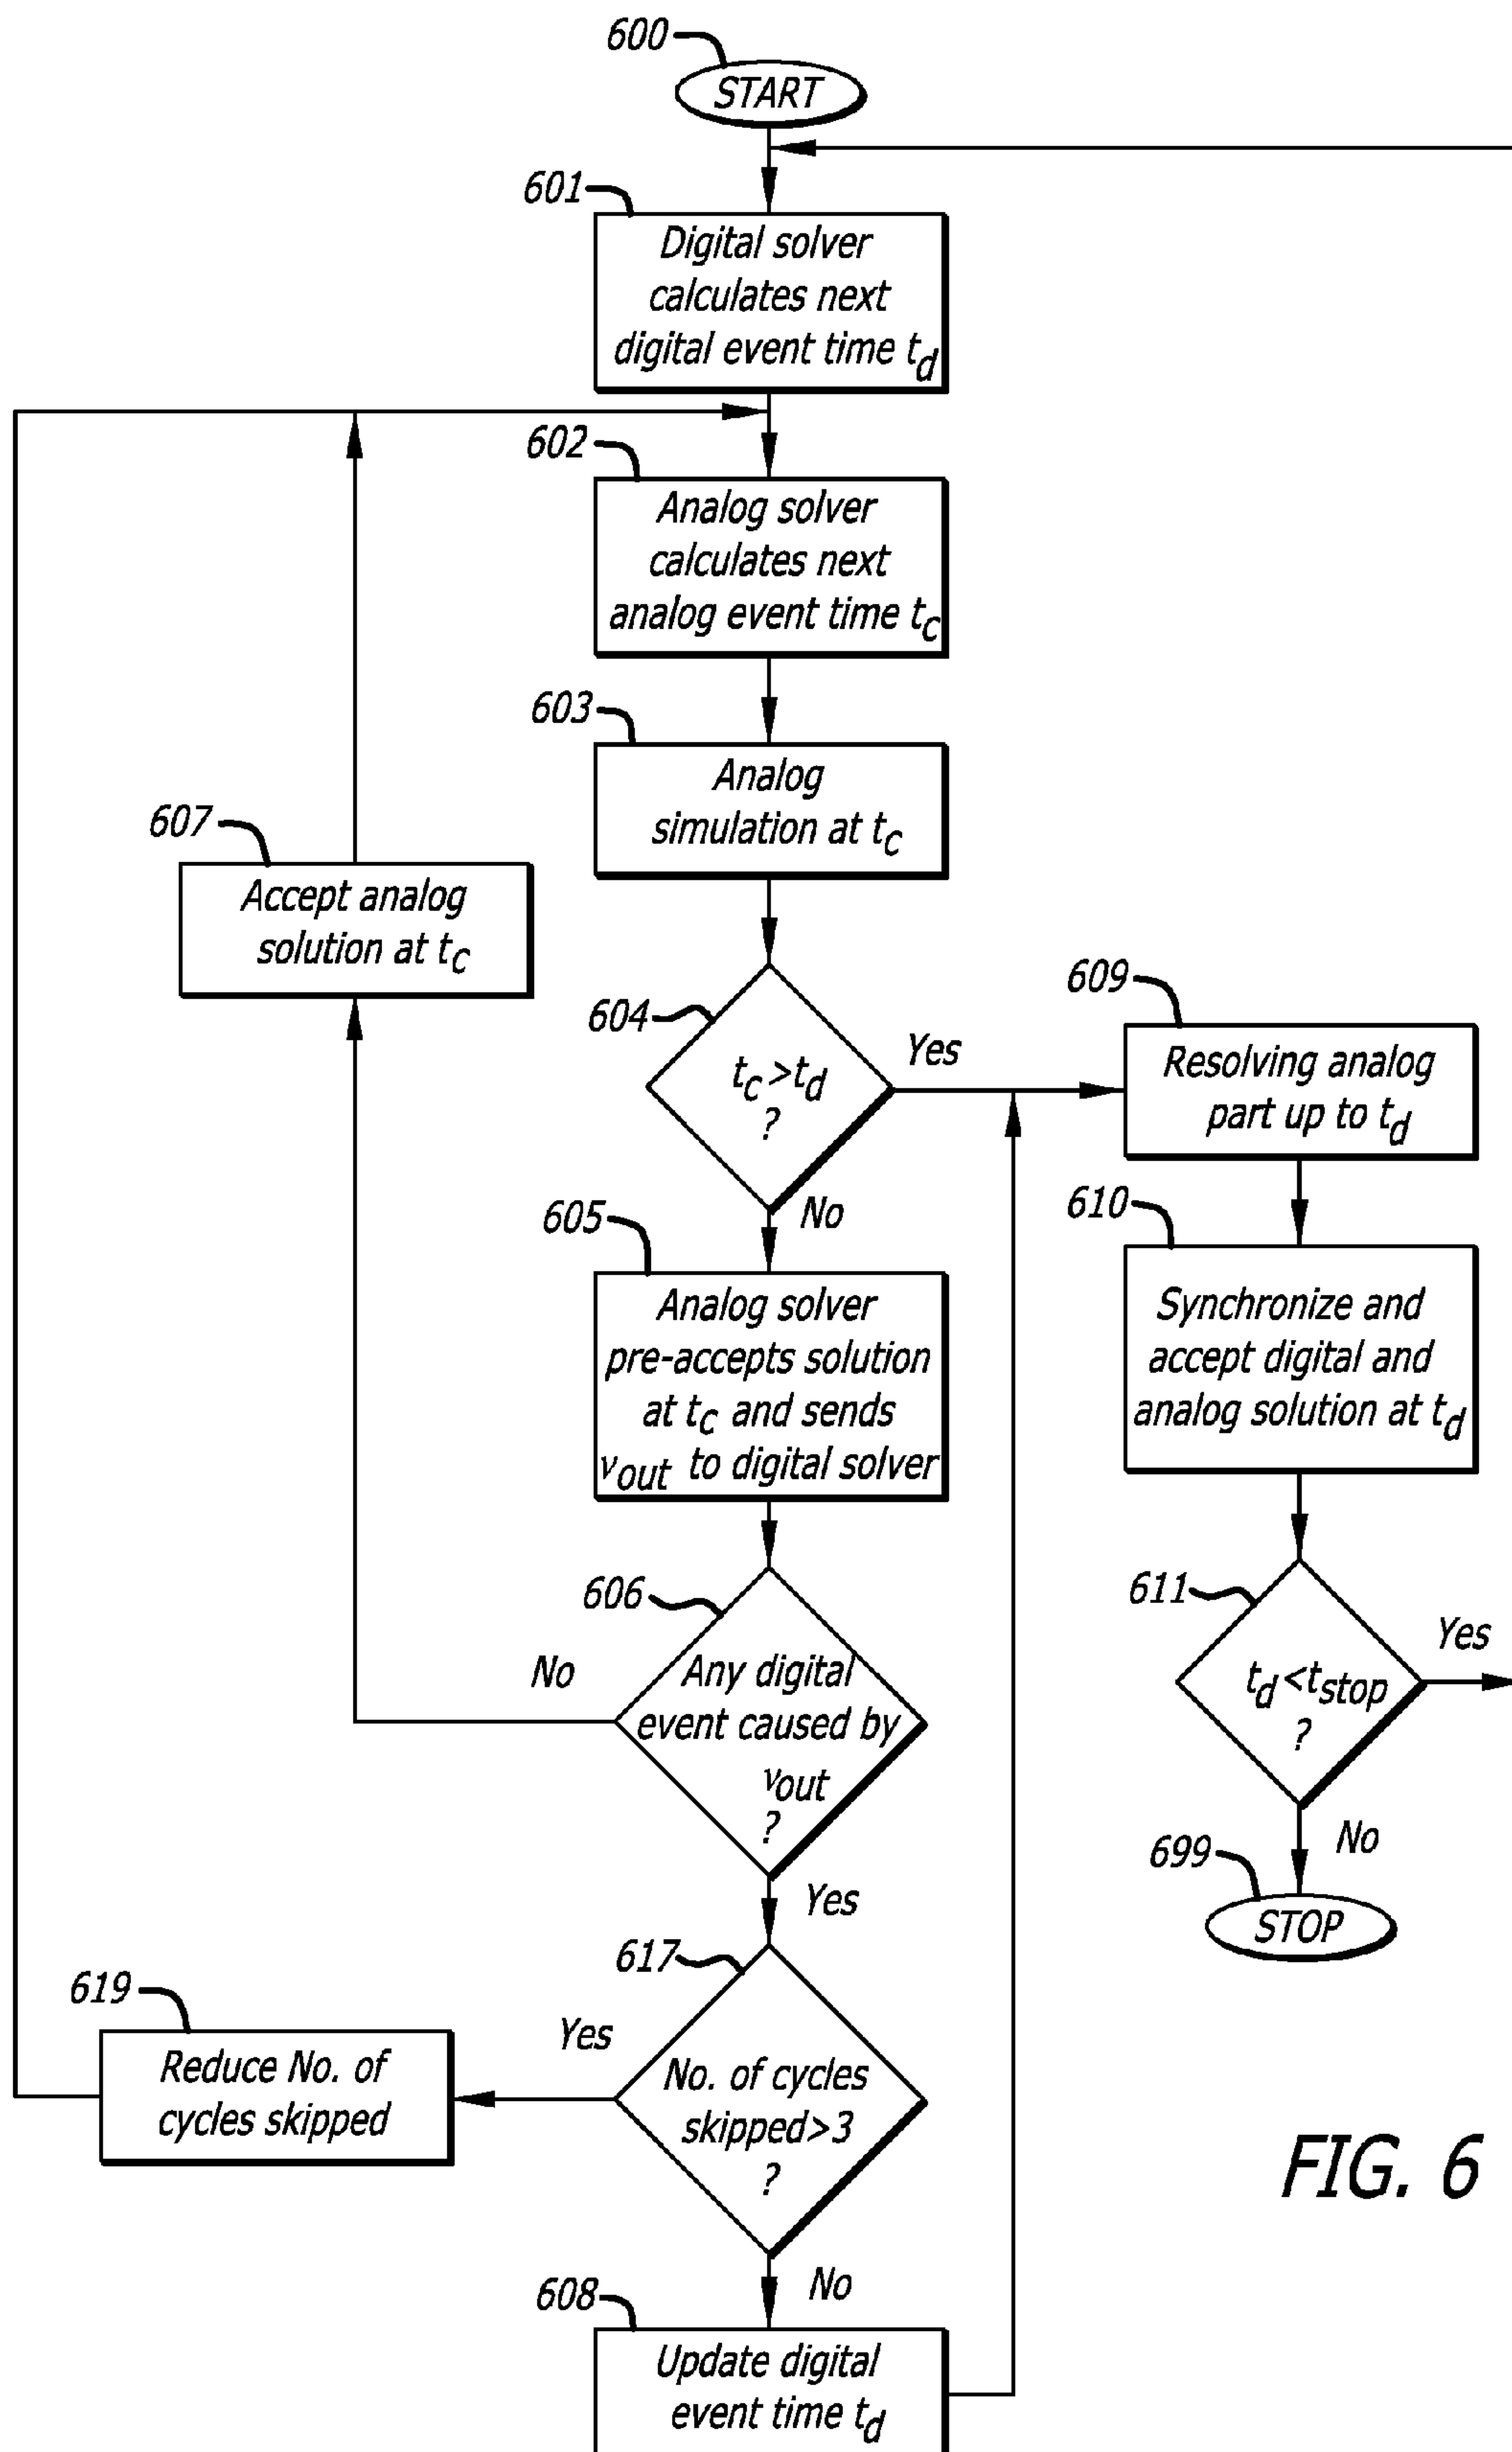 600
START
601
Digital solver
calculates next
digital event time td
602
Analog solver
calculates next
analog event time tc
603
Analog
simulation at tc
607
Accept analog
solution at tc
604
tc>td
?
Yes
No
609
Resolving analog
part up to td
605
Analog solver
pre-accepts solution
at tc and sends
vout to digital solver
610
Synchronize and
accept digital and
analog solution at td
606
Any digital
event caused by
vout
?
No
Yes
611
td<tstop
?
Yes
No
699
STOP
617
No. of cycles
skipped>3
?
Yes
No
619
Reduce No. of
cycles skipped
608
Update digital
event time td
FIG. 6